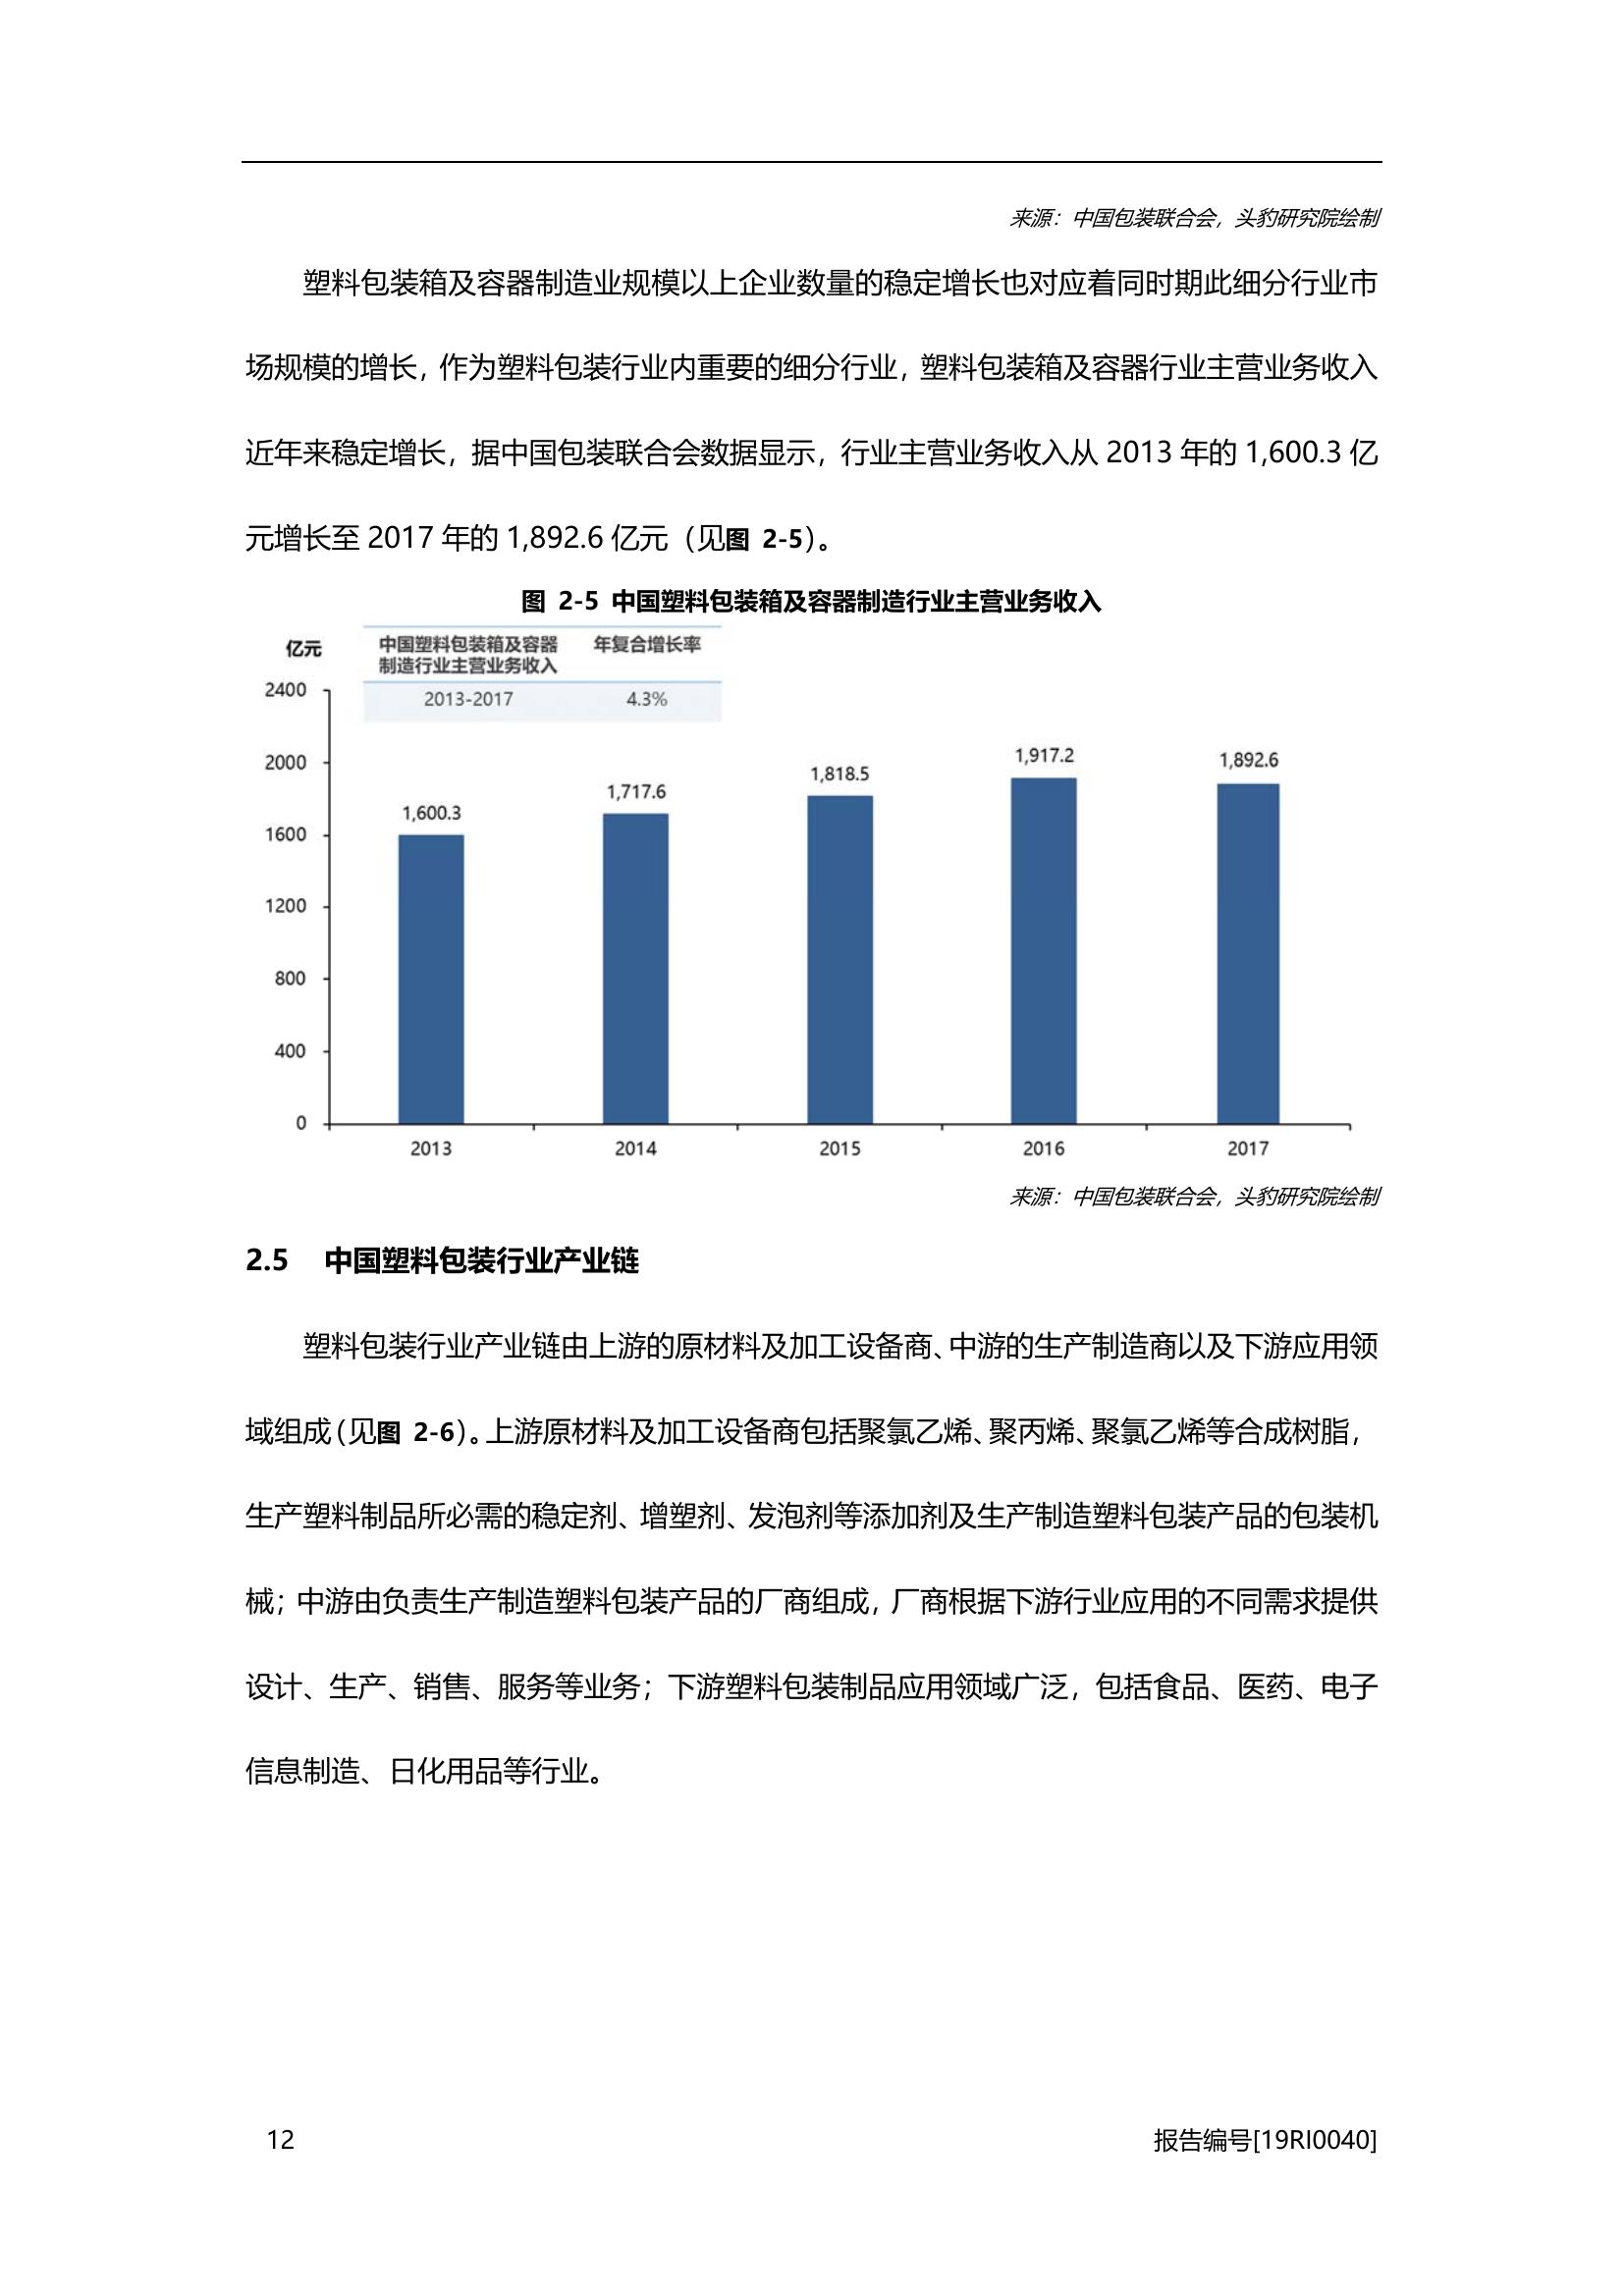 来源：中国包装联合会，头豹研究院绘制
塑料包装箱及容器制造业规模以上企业数量的稳定增长也对应着同时期此细分行业市
场规模的增长，作为塑料包装行业内重要的细分行业，塑料包装箱及容器行业主营业务收入
近年来稳定增长，据中国包装联合会数据显示，行业主营业务收入从 2013 年的 1,600.3 亿
元增长至 2017 年的 1,892.6 亿元（见图 2-5）。
图 2-5 中国塑料包装箱及容器制造行业主营业务收入
亿元
中国塑料包装箱及容器 年复合增长率
制造行业主营业务收入
2013-2017 4.3%
2400
2000
1600
1200
800
400
0
1,600.3
1,717.6
1,818.5
1,917.2
1,892.6
2013 2014 2015 2016 2017
来源：中国包装联合会，头豹研究院绘制
2.5 中国塑料包装行业产业链
塑料包装行业产业链由上游的原材料及加工设备商、中游的生产制造商以及下游应用领
域组成（见图 2-6）。上游原材料及加工设备商包括聚氯乙烯、聚丙烯、聚氯乙烯等合成树脂，
生产塑料制品所必需的稳定剂、增塑剂、发泡剂等添加剂及生产制造塑料包装产品的包装机
械；中游由负责生产制造塑料包装产品的厂商组成，厂商根据下游行业应用的不同需求提供
设计、生产、销售、服务等业务；下游塑料包装制品应用领域广泛，包括食品、医药、电子
信息制造、日化用品等行业。
12 报告编号[19RI0040]